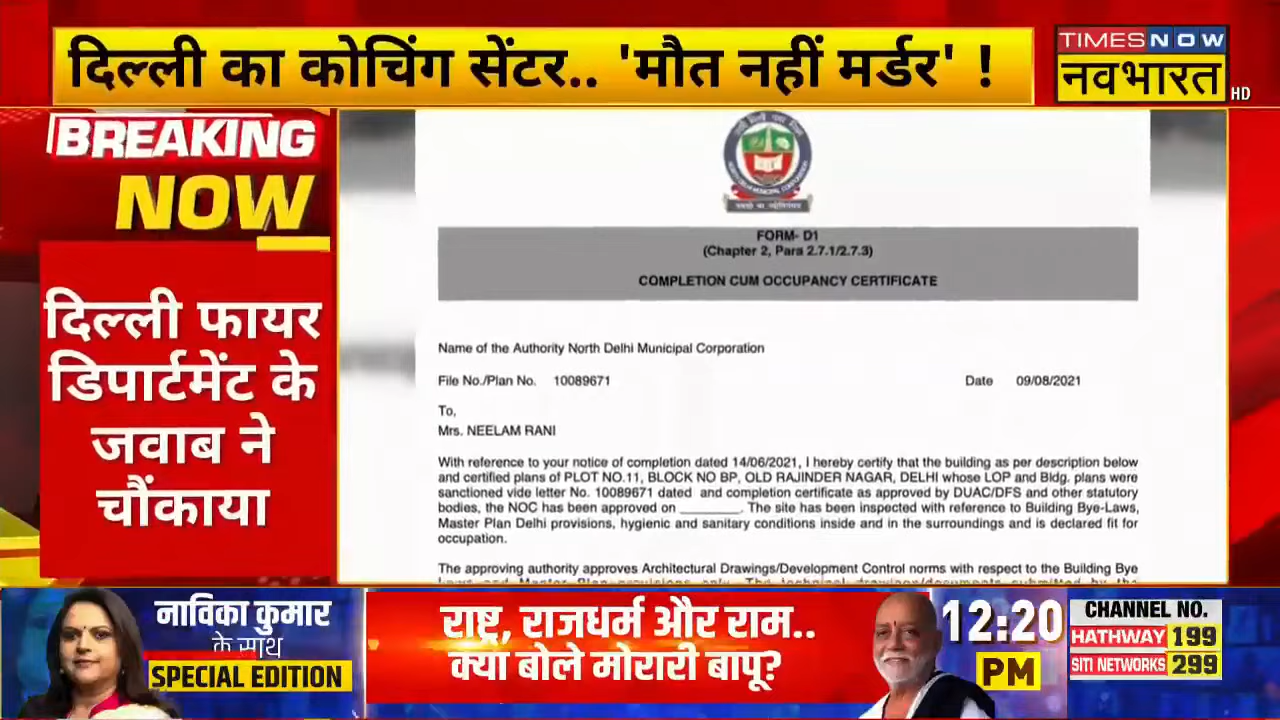 दिल्ली का कोचिंग सेंटर.. 'मौत नहीं मर्डर' !
TIMES NOW
नवभारत
HD
BREAKING
NOW
दिल्ली फायर
डिपार्टमेंट के
जवाब ने
चौंकाया
FORM- D1
(Chapter 2, Para 2.7.1/2.7.3)
COMPLETION CUM OCCUPANCY CERTIFICATE
Name of the Authority North Delhi Municipal Corporation
File No./Plan No. 10089671 Date 09/08/2021
To,
Mrs. NEELAM RANI
With reference to your notice of completion dated 14/06/2021, I hereby certify that the building as per description below
and certified plans of PLOT NO.11, BLOCK NO BP, OLD RAJINDER NAGAR, DELHI whose LOP and Bldg. plans were
sanctioned vide letter No. 10089671 dated and completion certificate as approved by DUAC/DFS and other statutory
bodies, the NOC has been approved on ________. The site has been inspected with reference to Building Bye-Laws,
Master Plan Delhi provisions, hygienic and sanitary conditions inside and in the surroundings and is declared fit for
occupation.
The approving authority approves Architectural Drawings/Development Control norms with respect to the Building Bye
नाविका कुमार
के साथ
SPECIAL EDITION
राष्ट्र, राजधर्म और राम..
क्या बोले मोरारी बापू?
12:20
PM
CHANNEL NO.
HATHWAY 199
SITI NETWORKS 299